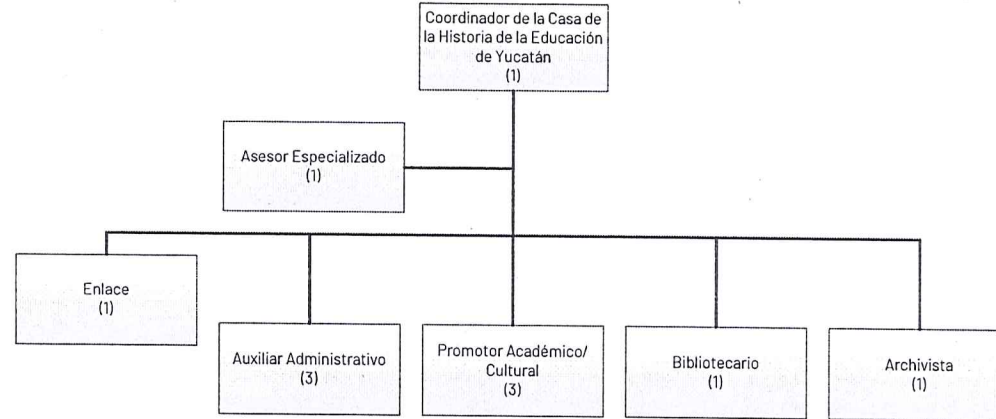 Coordinador de la Casa de
la Historia de la Educación
de Yucatán
(1)
Asesor Especializado
(1)
Enlace
(1)
Auxiliar Administrativo
(3)
Promotor Académico/
Cultural
(3)
Bibliotecario
(1)
Archivista
(1)